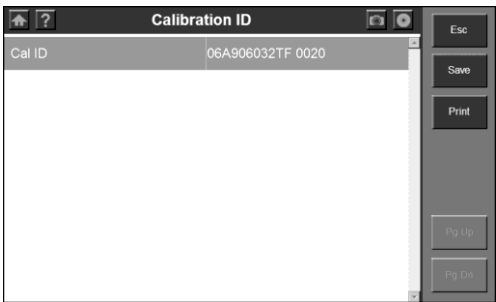 ?
Calibration ID
Esc
Cal ID 06A906032TF 0020
Save
Print
Pg Up
Pg Dn